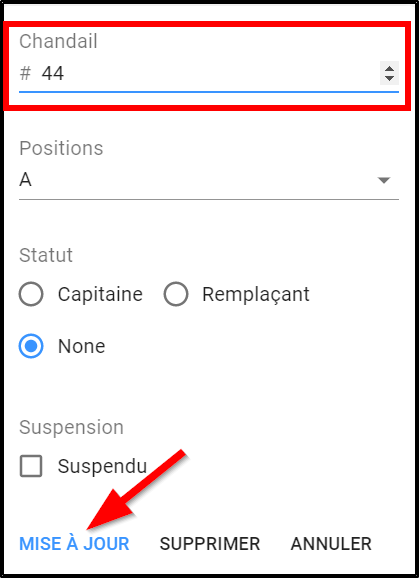 Chandail
# 44
Positions
A
Statut
Capitaine Remplaçant
None
Suspension
Suspendu
MISE À JOUR SUPPRIMER ANNULER